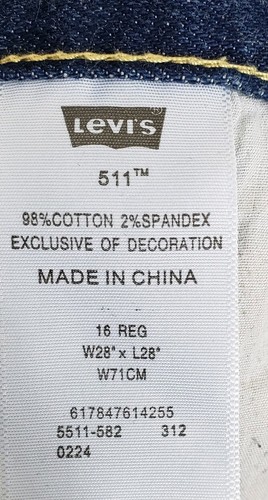 Levi's
511™
98%COTTON 2%SPANDEX
EXCLUSIVE OF DECORATION
MADE IN CHINA
16 REG
W28" x L28"
W71CM
617847614255
5511-582 312
0224